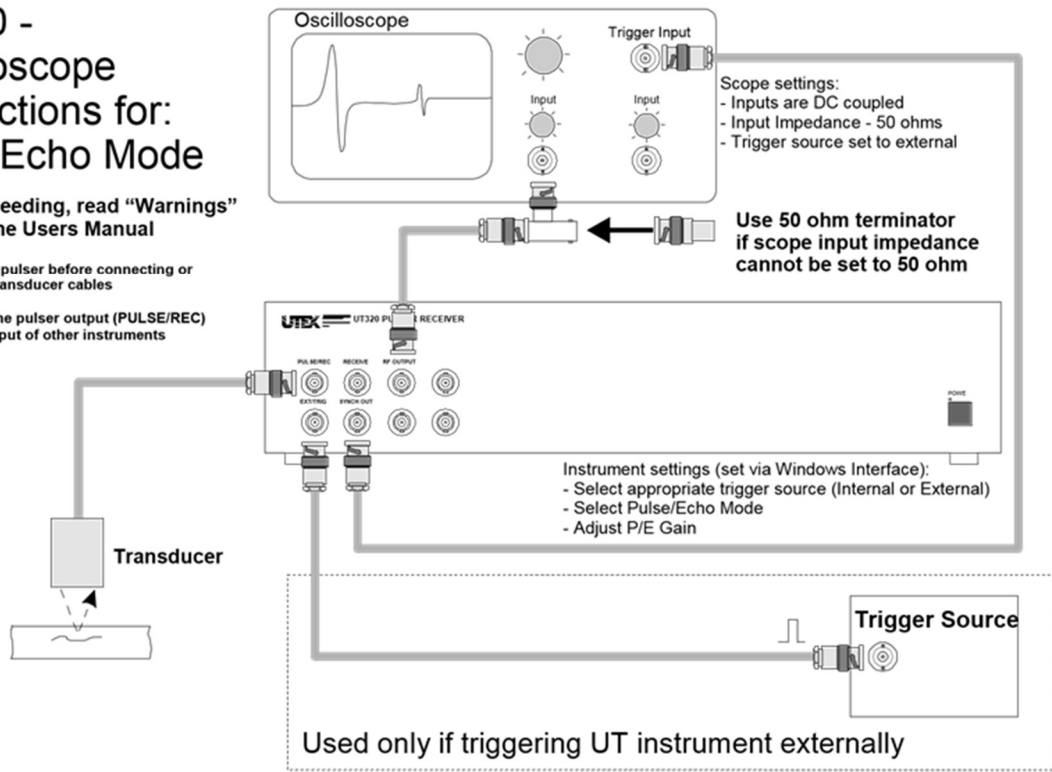 0 -
oscope
ctions for:
Echo Mode
eeding, read “Warnings”
he Users Manual
pulser before connecting or
ansducer cables
he pulser output (PULSE/REC)
put of other instruments
Oscilloscope
Trigger Input
Input
Input
Scope settings:
- Inputs are DC coupled
- Input Impedance - 50 ohms
- Trigger source set to external
Use 50 ohm terminator
if scope input impedance
cannot be set to 50 ohm
UTEX
UT320 PU R RECEIVER
PULSE/REC RECEIVE RF OUTPUT
EXT/TRIG SYNCH OUT
POWE
R
Instrument settings (set via Windows Interface):
- Select appropriate trigger source (Internal or External)
- Select Pulse/Echo Mode
- Adjust P/E Gain
Transducer
Trigger Source
Used only if triggering UT instrument externally